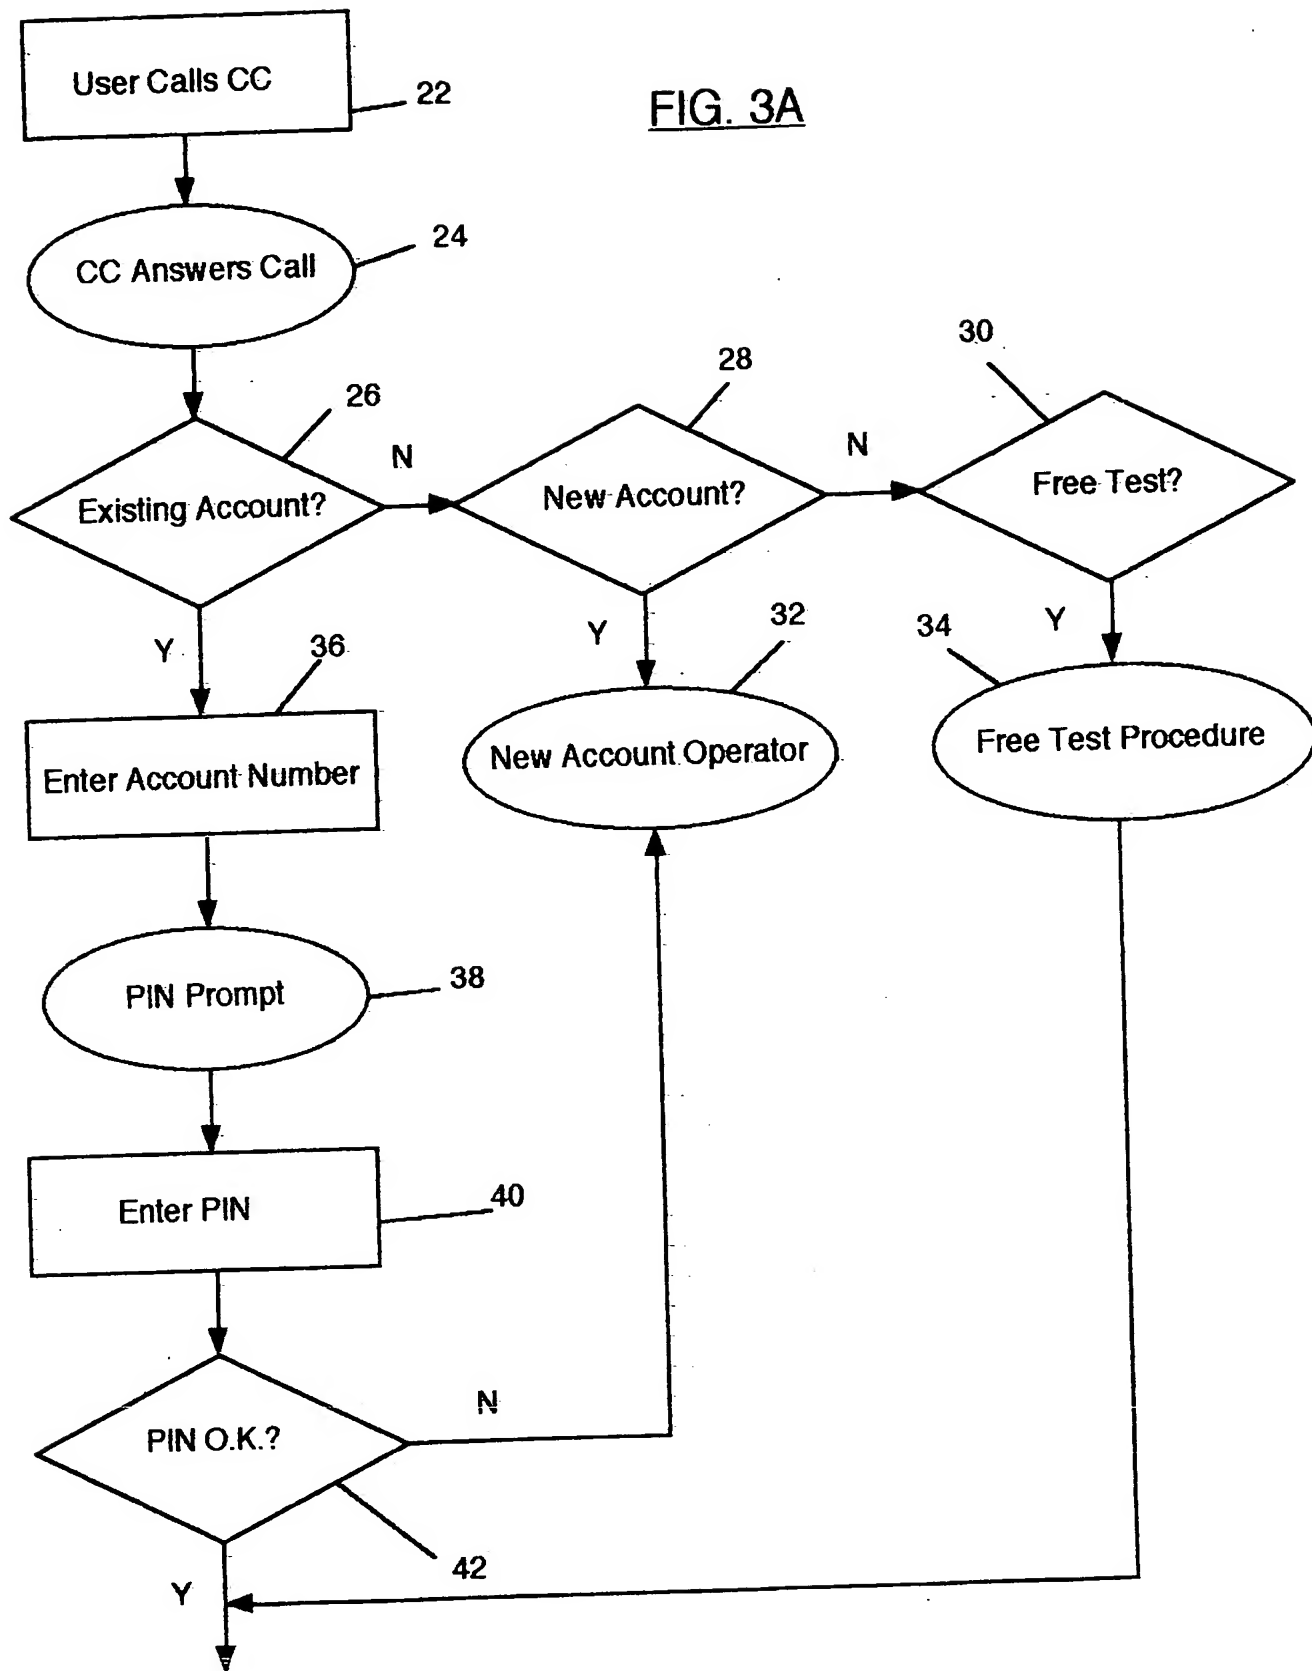 User Calls CC
22
FIG. 3A
CC Answers Call
24
Existing Account?
26
N
New Account?
28
N
Free Test?
30
Y
36
Y
32
Y
34
Enter Account Number
New Account Operator
Free Test Procedure
PIN Prompt
38
Enter PIN
40
PIN O.K.?
N
42
Y